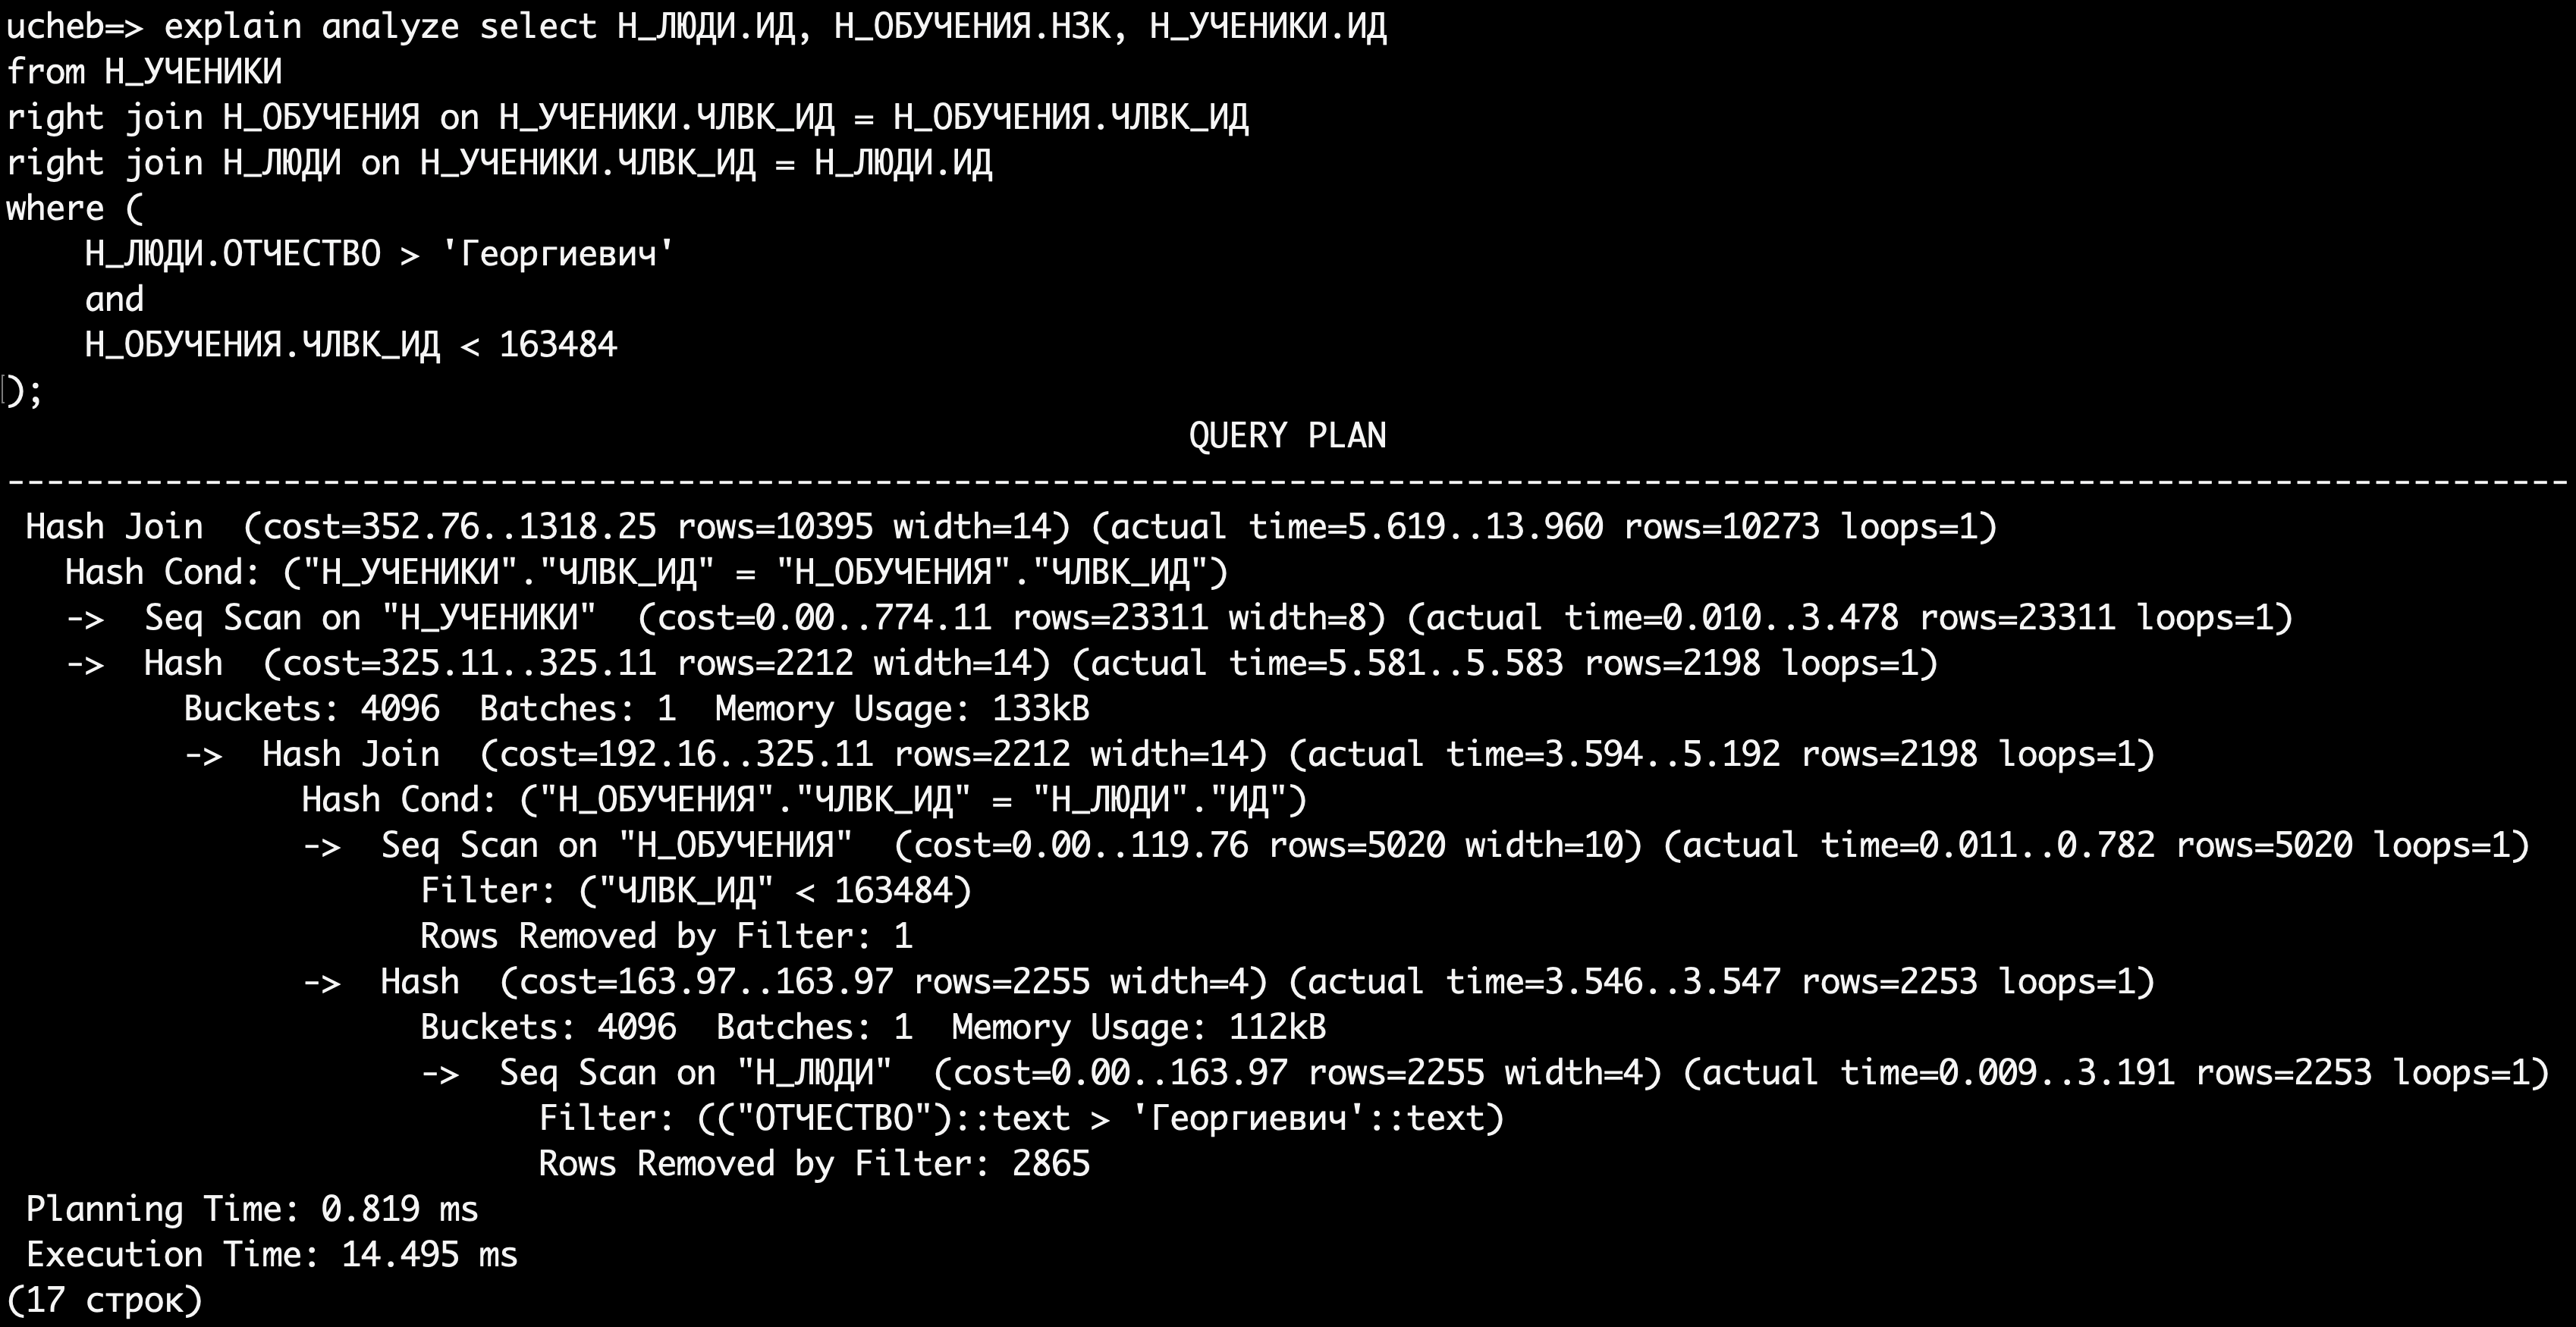 ucheb=> explain analyze select Н_ЛЮДИ.ИД, Н_ОБУЧЕНИЯ.НЗК, Н_УЧЕНИКИ.ИД
from Н_УЧЕНИКИ
right join Н_ОБУЧЕНИЯ on Н_УЧЕНИКИ.ЧЛВК_ИД = Н_ОБУЧЕНИЯ.ЧЛВК_ИД
right join Н_ЛЮДИ on Н_УЧЕНИКИ.ЧЛВК_ИД = Н_ЛЮДИ.ИД
where (
    Н_ЛЮДИ.ОТЧЕСТВО > 'Георгиевич'
    and
    Н_ОБУЧЕНИЯ.ЧЛВК_ИД < 163484
);
QUERY PLAN
----------------------------------------------------------------------------------------------------------------------------------
 Hash Join  (cost=352.76..1318.25 rows=10395 width=14) (actual time=5.619..13.960 rows=10273 loops=1)
   Hash Cond: ("Н_УЧЕНИКИ"."ЧЛВК_ИД" = "Н_ОБУЧЕНИЯ"."ЧЛВК_ИД")
   ->  Seq Scan on "Н_УЧЕНИКИ"  (cost=0.00..774.11 rows=23311 width=8) (actual time=0.010..3.478 rows=23311 loops=1)
   ->  Hash  (cost=325.11..325.11 rows=2212 width=14) (actual time=5.581..5.583 rows=2198 loops=1)
         Buckets: 4096  Batches: 1  Memory Usage: 133kB
         ->  Hash Join  (cost=192.16..325.11 rows=2212 width=14) (actual time=3.594..5.192 rows=2198 loops=1)
               Hash Cond: ("Н_ОБУЧЕНИЯ"."ЧЛВК_ИД" = "Н_ЛЮДИ"."ИД")
               ->  Seq Scan on "Н_ОБУЧЕНИЯ"  (cost=0.00..119.76 rows=5020 width=10) (actual time=0.011..0.782 rows=5020 loops=1)
                     Filter: ("ЧЛВК_ИД" < 163484)
                     Rows Removed by Filter: 1
               ->  Hash  (cost=163.97..163.97 rows=2255 width=4) (actual time=3.546..3.547 rows=2253 loops=1)
                     Buckets: 4096  Batches: 1  Memory Usage: 112kB
                     ->  Seq Scan on "Н_ЛЮДИ"  (cost=0.00..163.97 rows=2255 width=4) (actual time=0.009..3.191 rows=2253 loops=1)
                           Filter: (("ОТЧЕСТВО")::text > 'Георгиевич'::text)
                           Rows Removed by Filter: 2865
 Planning Time: 0.819 ms
 Execution Time: 14.495 ms
(17 строк)